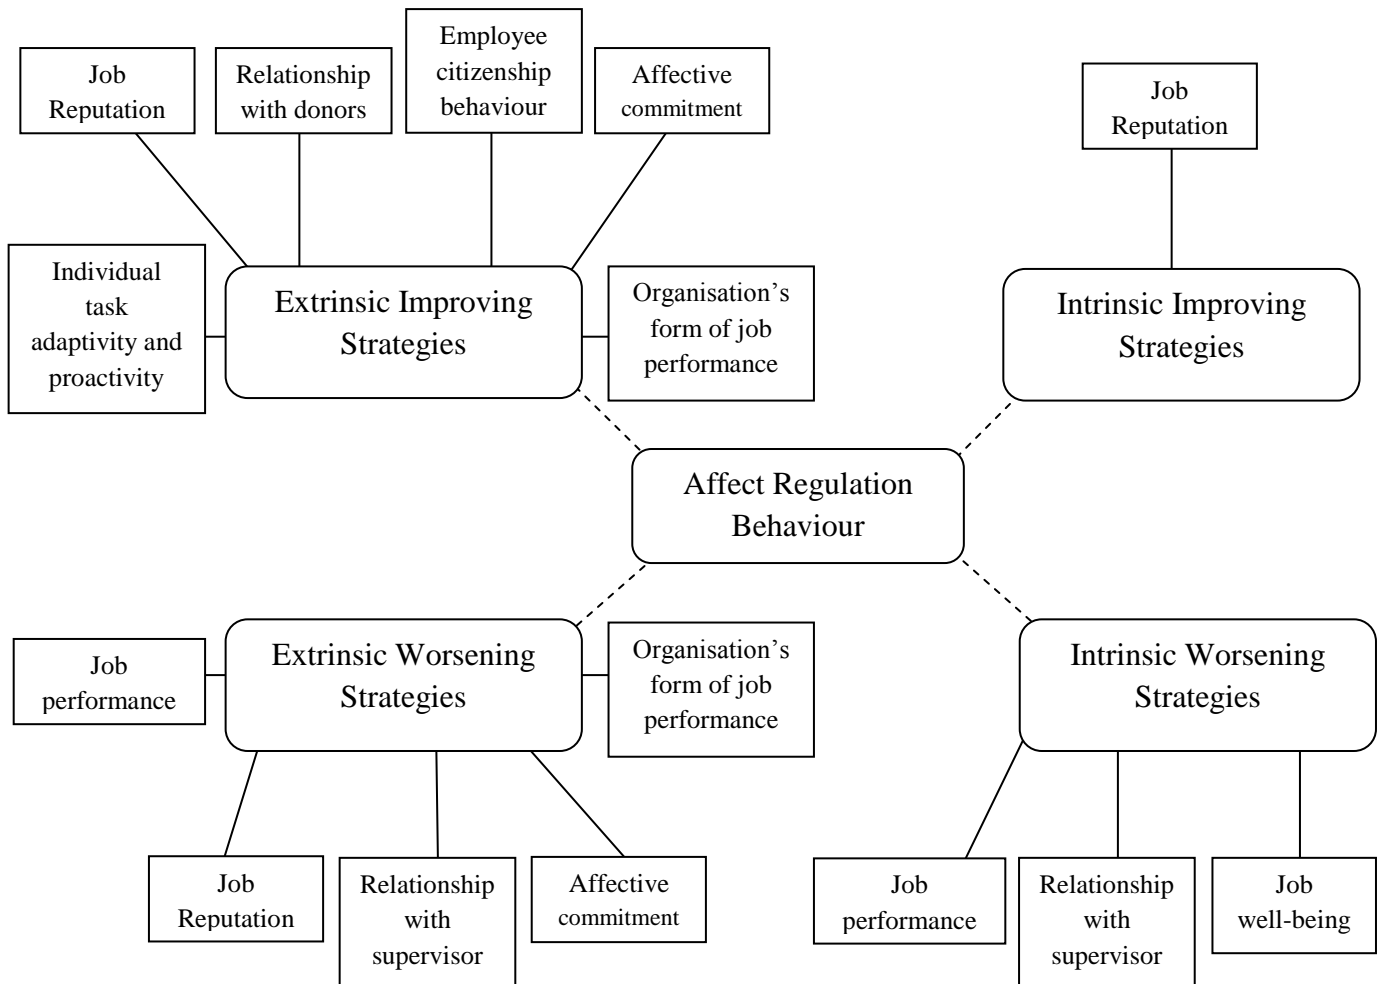 Job
Reputation
Relationship
with donors
Employee
citizenship
behaviour
Affective
commitment
Job
Reputation
Individual
task
adaptivity and
proactivity
Extrinsic Improving
Strategies
Organisation's
form of job
performance
Intrinsic Improving
Strategies
Affect Regulation
Behaviour
Job
performance
Extrinsic Worsening
Strategies
Organisation's
form of job
performance
Intrinsic Worsening
Strategies
Job
Reputation
Relationship
with
supervisor
Affective
commitment
Job
performance
Relationship
with
supervisor
Job
well-being